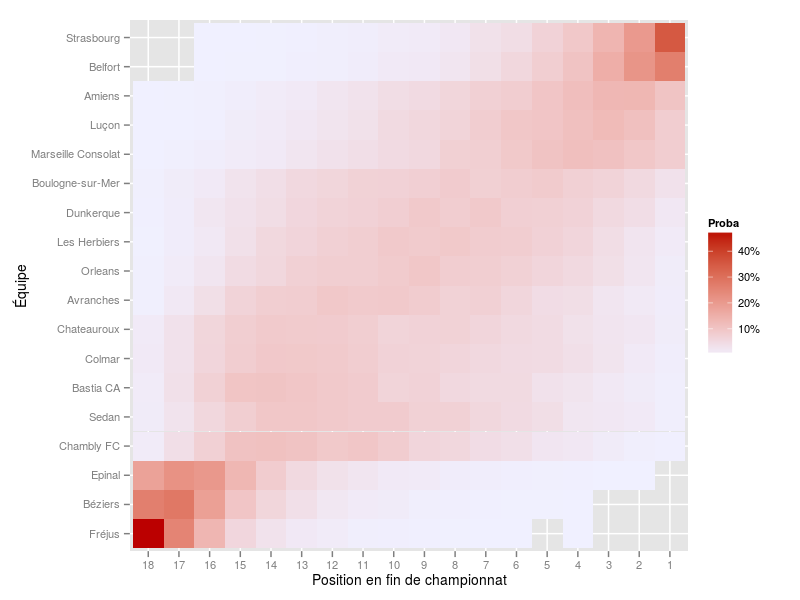 Strasbourg
Belfort
Amiens
Luçon
Marseille Consolat
Boulogne-sur-Mer
Dunkerque
Les Herbiers
Orleans
Avranches
Chateauroux
Colmar
Bastia CA
Sedan
Chambly FC
Epinal
Béziers
Fréjus
Équipe
18 17 16 15 14 13 12 11 10 9 8 7 6 5 4 3 2 1
Position en fin de championnat
Proba
40%
30%
20%
10%